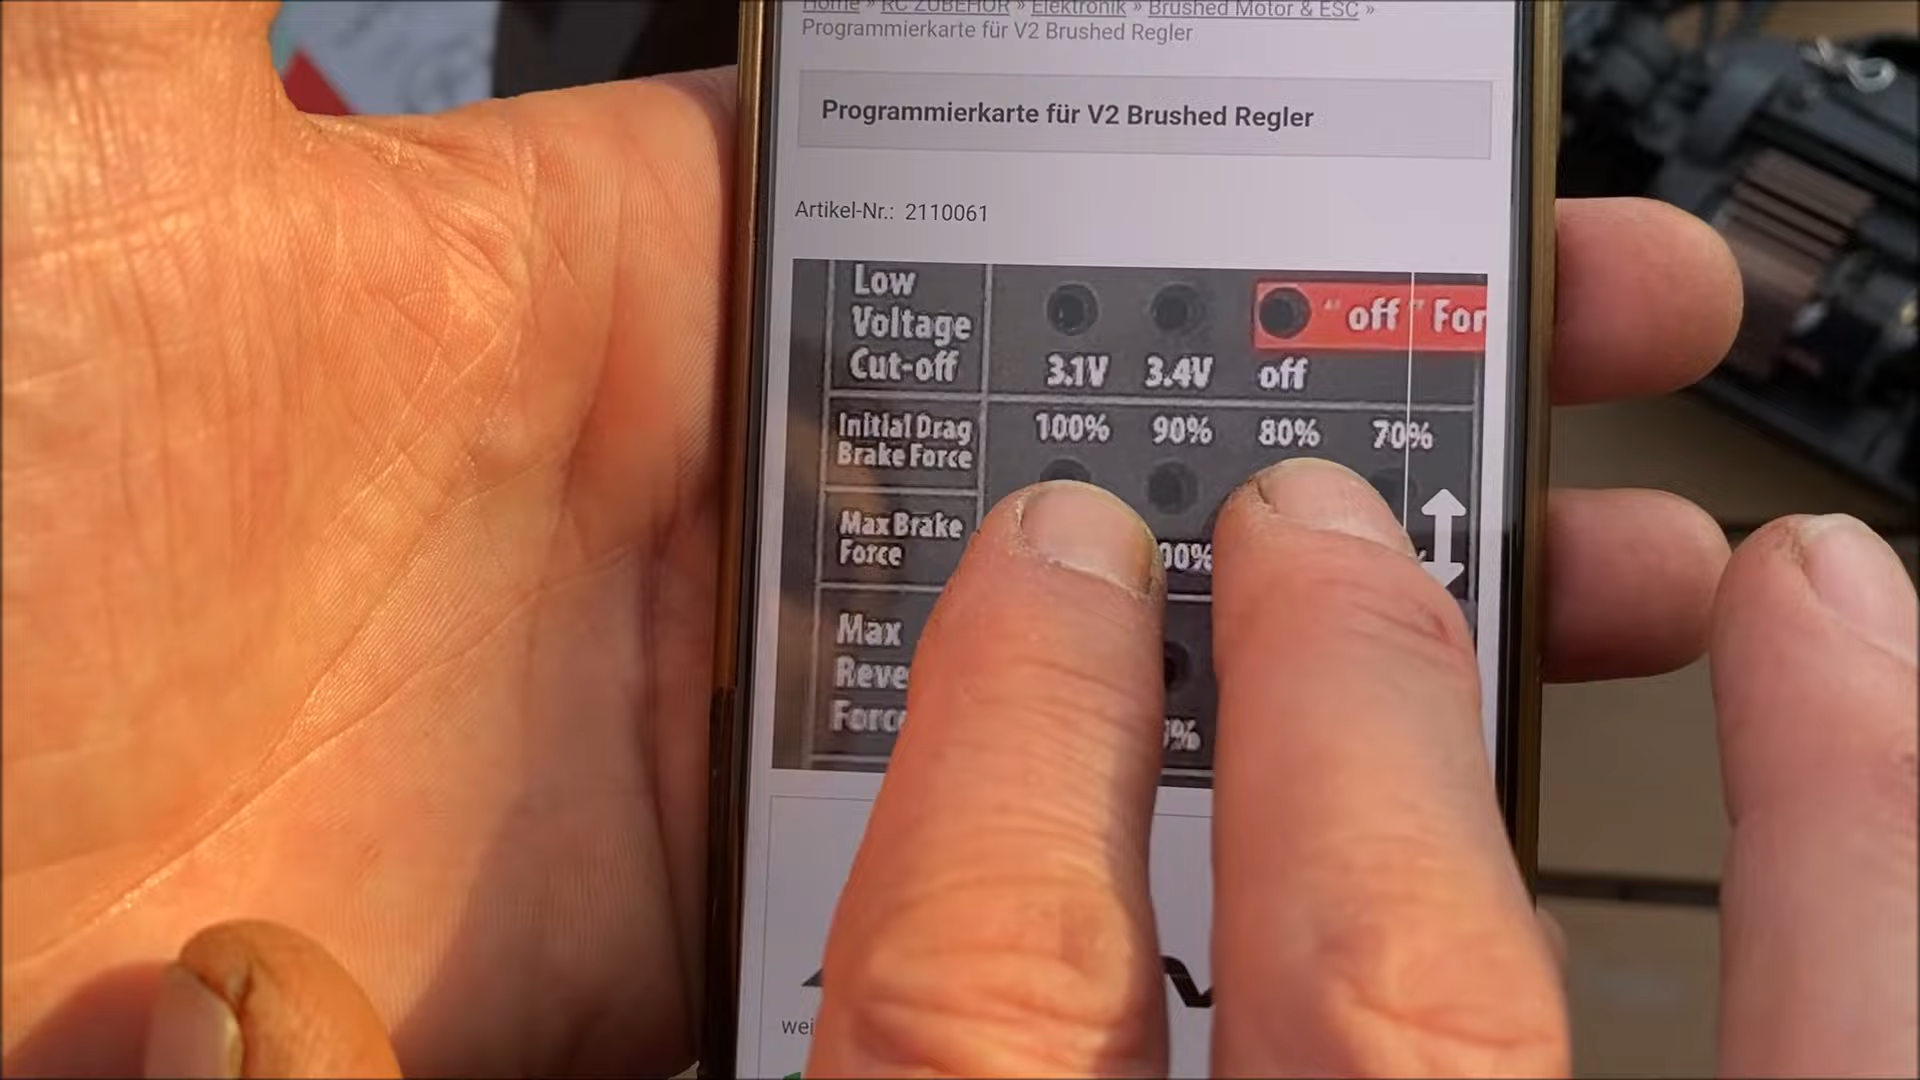 Home » RC ZUBEHÖR » Elektronik » Brushed Motor & ESC »
Programmierkarte für V2 Brushed Regler
Programmierkarte für V2 Brushed Regler
Artikel-Nr.: 2110061
Low
Voltage
Cut-off
" off " For
3.1V 3.4V off
Initial Drag
Brake Force
100% 90% 80% 70%
Max Brake
Force
Max